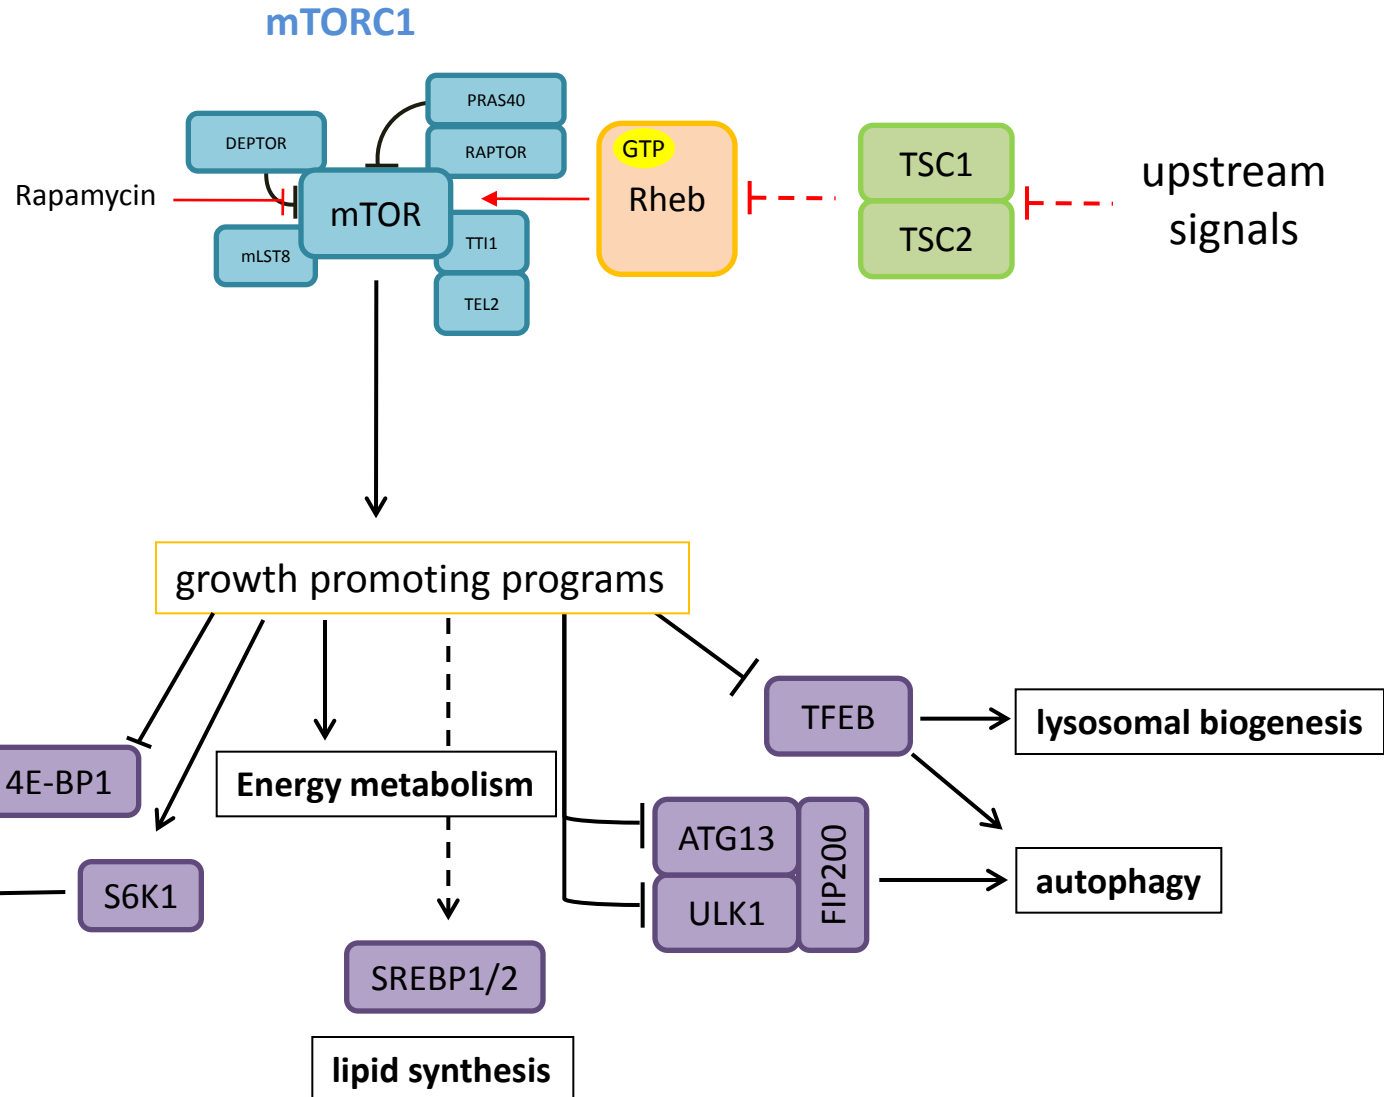 mTORC1
PRAS40
DEPTOR
RAPTOR
GTP
TSC1
upstream
signals
Rapamycin
mTOR
Rheb
TSC2
mLST8
TTI1
TEL2
growth promoting programs
TFEB
lysosomal biogenesis
4E-BP1
Energy metabolism
ATG13
FIP200
autophagy
S6K1
ULK1
SREBP1/2
lipid synthesis